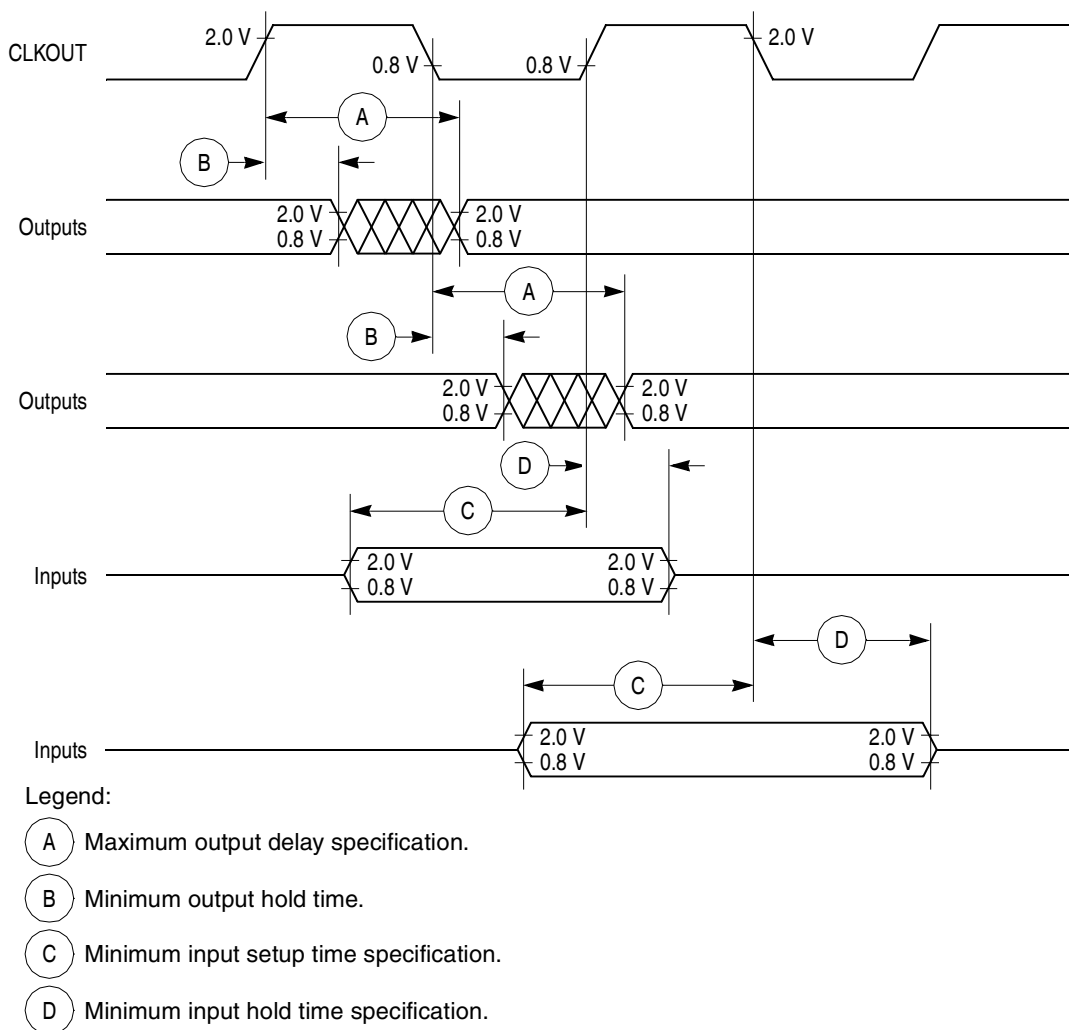 CLKOUT
2.0 V
0.8 V
0.8 V
2.0 V
A
B
Outputs
2.0 V
0.8 V
2.0 V
0.8 V
A
B
Outputs
2.0 V
0.8 V
2.0 V
0.8 V
D
C
Inputs
2.0 V
0.8 V
2.0 V
0.8 V
D
C
Inputs
2.0 V
0.8 V
2.0 V
0.8 V
Legend:
A Maximum output delay specification.
B Minimum output hold time.
C Minimum input setup time specification.
D Minimum input hold time specification.